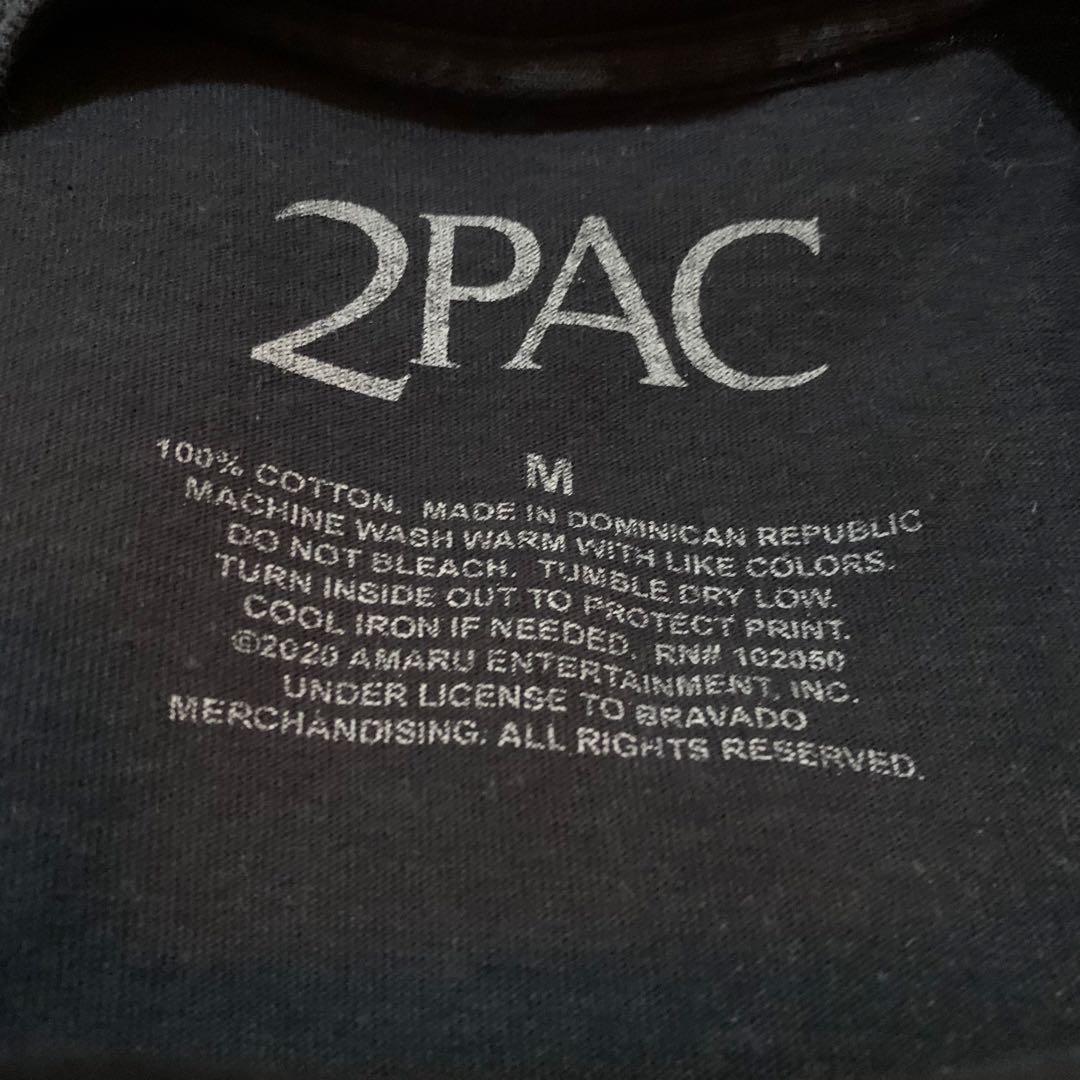 2PAC
M
100% COTTON. MADE IN DOMINICAN REPUBLIC
MACHINE WASH WARM WITH LIKE COLORS.
DO NOT BLEACH. TUMBLE DRY LOW.
TURN INSIDE OUT TO PROTECT PRINT.
COOL IRON IF NEEDED. RN# 102050
©2020 AMARU ENTERTAINMENT, INC.
UNDER LICENSE TO BRAVADO
MERCHANDISING. ALL RIGHTS RESERVED.